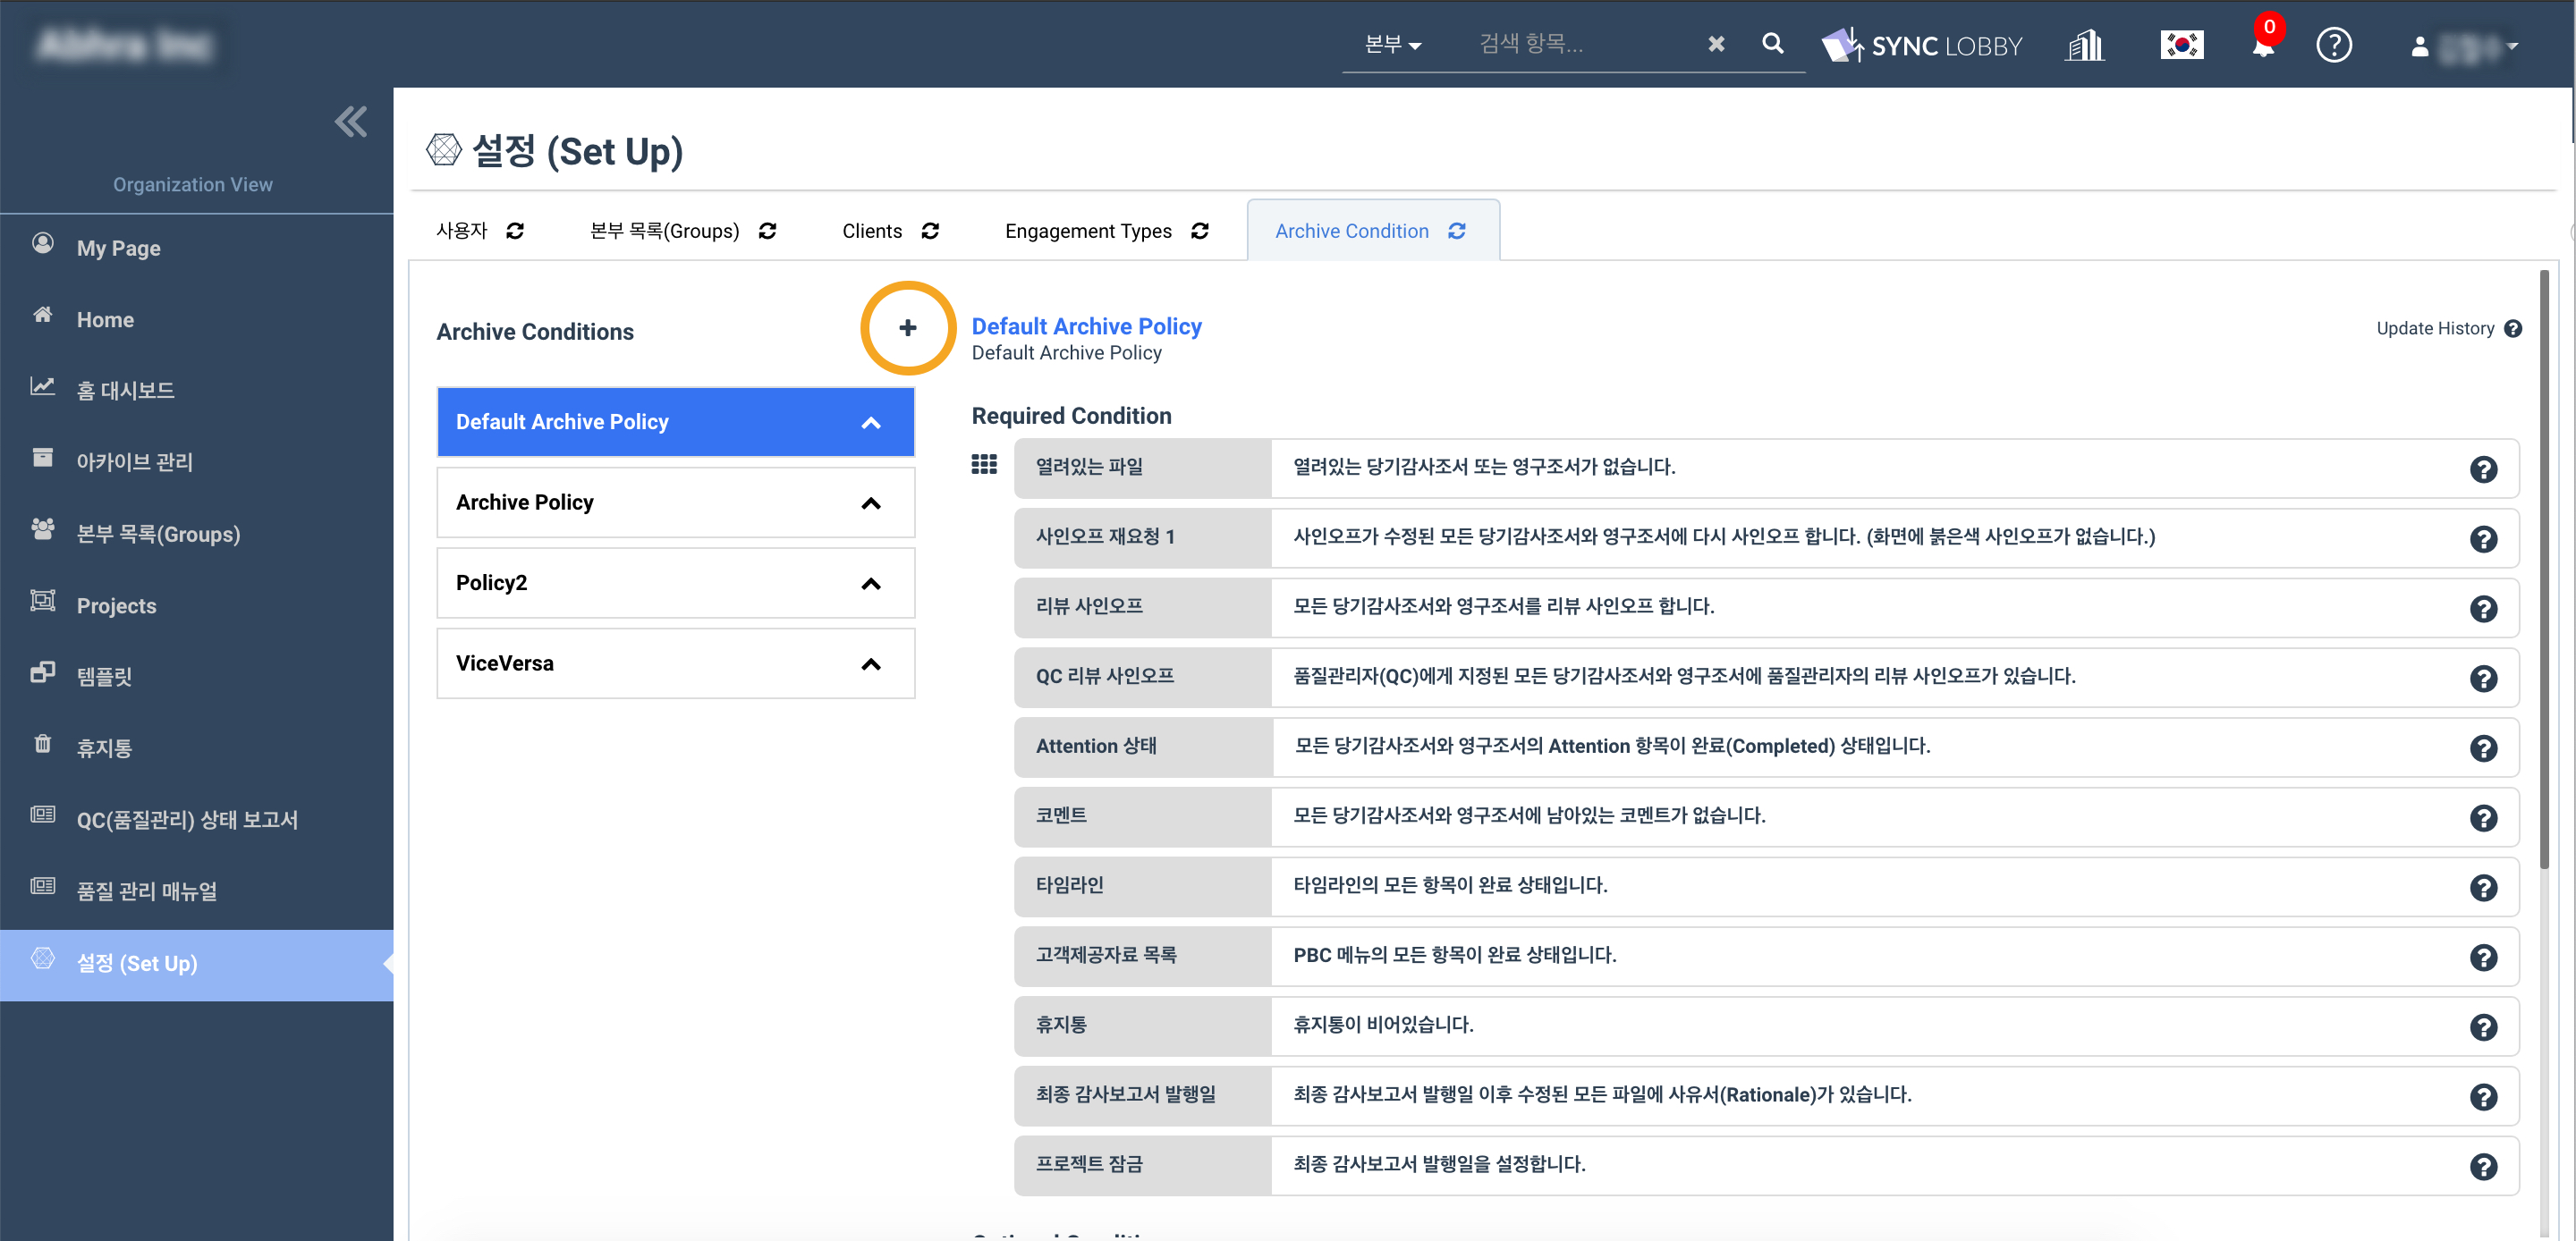 본부
검색 항목...
SYNC LOBBY
0
Organization View
My Page
Home
홈 대시보드
아카이브 관리
본부 목록(Groups)
Projects
템플릿
휴지통
QC(품질관리) 상태 보고서
품질 관리 매뉴얼
설정 (Set Up)
설정 (Set Up)
사용자
본부 목록(Groups)
Clients
Engagement Types
Archive Condition
Archive Conditions
+
Default Archive Policy
Archive Policy
Policy2
ViceVersa
Default Archive Policy
Default Archive Policy
Update History
Required Condition
열려있는 파일 열려있는 당기감사조서 또는 영구조서가 없습니다.
사인오프 재요청 1 사인오프가 수정된 모든 당기감사조서와 영구조서에 다시 사인오프 합니다. (화면에 붉은색 사인오프가 없습니다.)
리뷰 사인오프 모든 당기감사조서와 영구조서를 리뷰 사인오프 합니다.
QC 리뷰 사인오프 품질관리자(QC)에게 지정된 모든 당기감사조서와 영구조서에 품질관리자의 리뷰 사인오프가 있습니다.
Attention 상태 모든 당기감사조서와 영구조서의 Attention 항목이 완료(Completed) 상태입니다.
코멘트 모든 당기감사조서와 영구조서에 남아있는 코멘트가 없습니다.
타임라인 타임라인의 모든 항목이 완료 상태입니다.
고객제공자료 목록 PBC 메뉴의 모든 항목이 완료 상태입니다.
휴지통 휴지통이 비어있습니다.
최종 감사보고서 발행일 최종 감사보고서 발행일 이후 수정된 모든 파일에 사유서(Rationale)가 있습니다.
프로젝트 잠금 최종 감사보고서 발행일을 설정합니다.